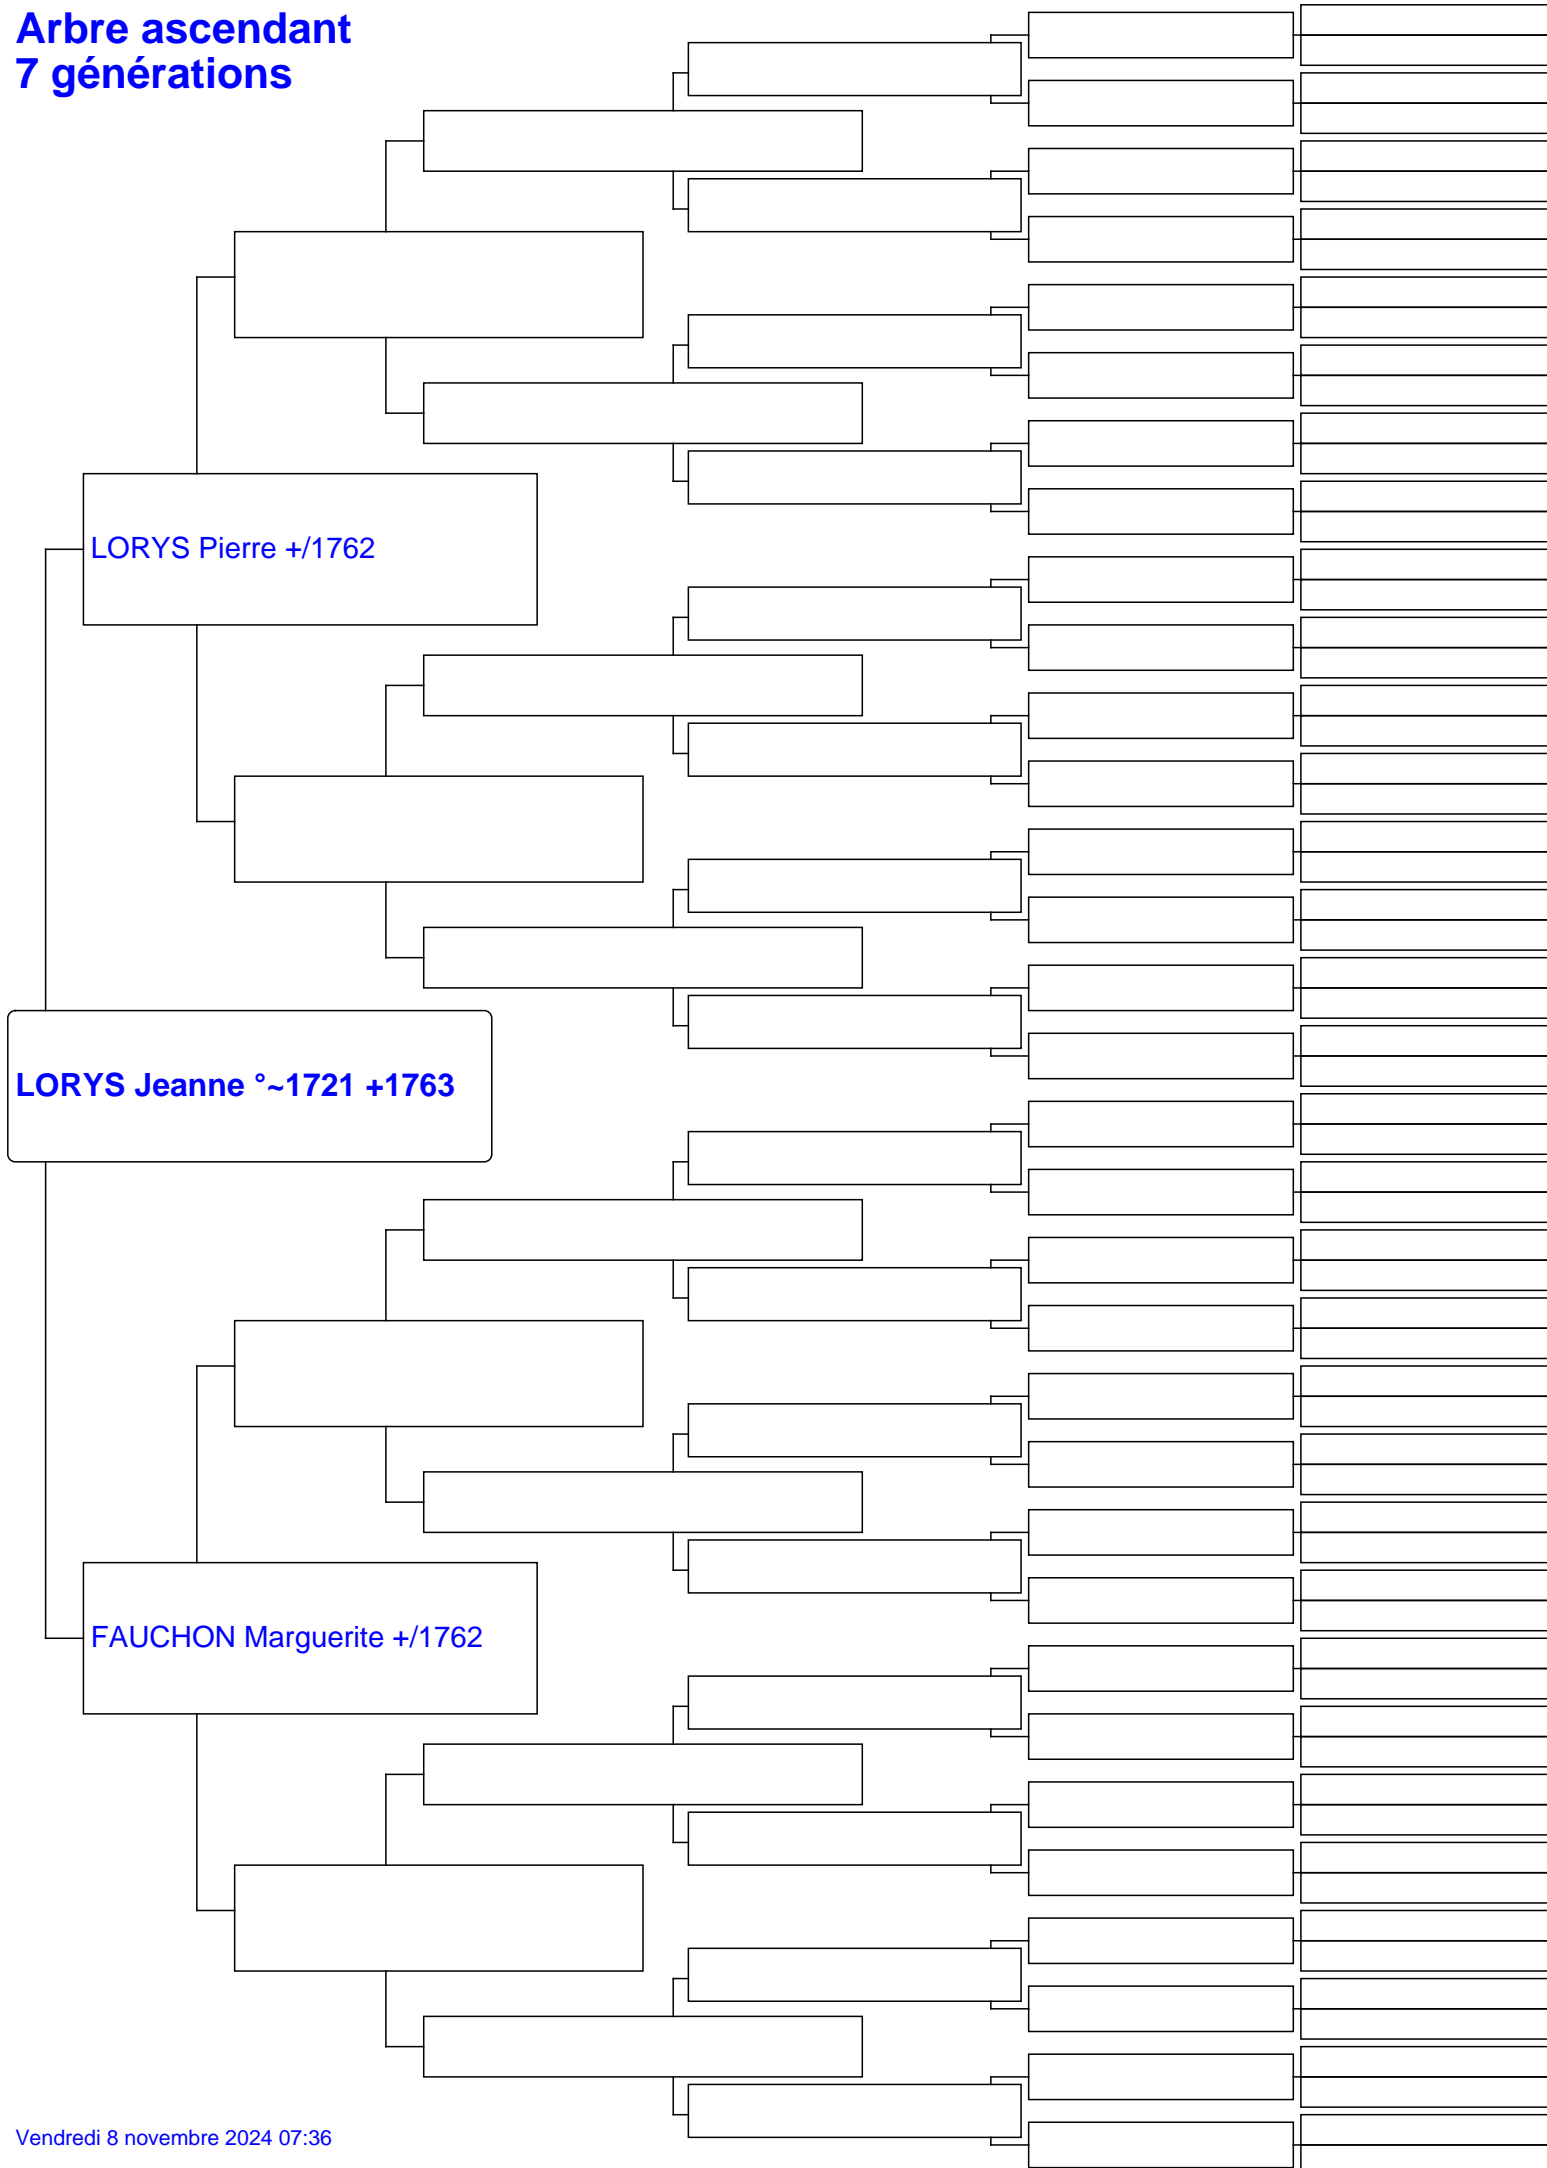 Arbre ascendant
7 générations
LORYS Pierre +/1762
LORYS Jeanne °~1721 +1763
FAUCHON Marguerite +/1762
Vendredi 8 novembre 2024 07:36